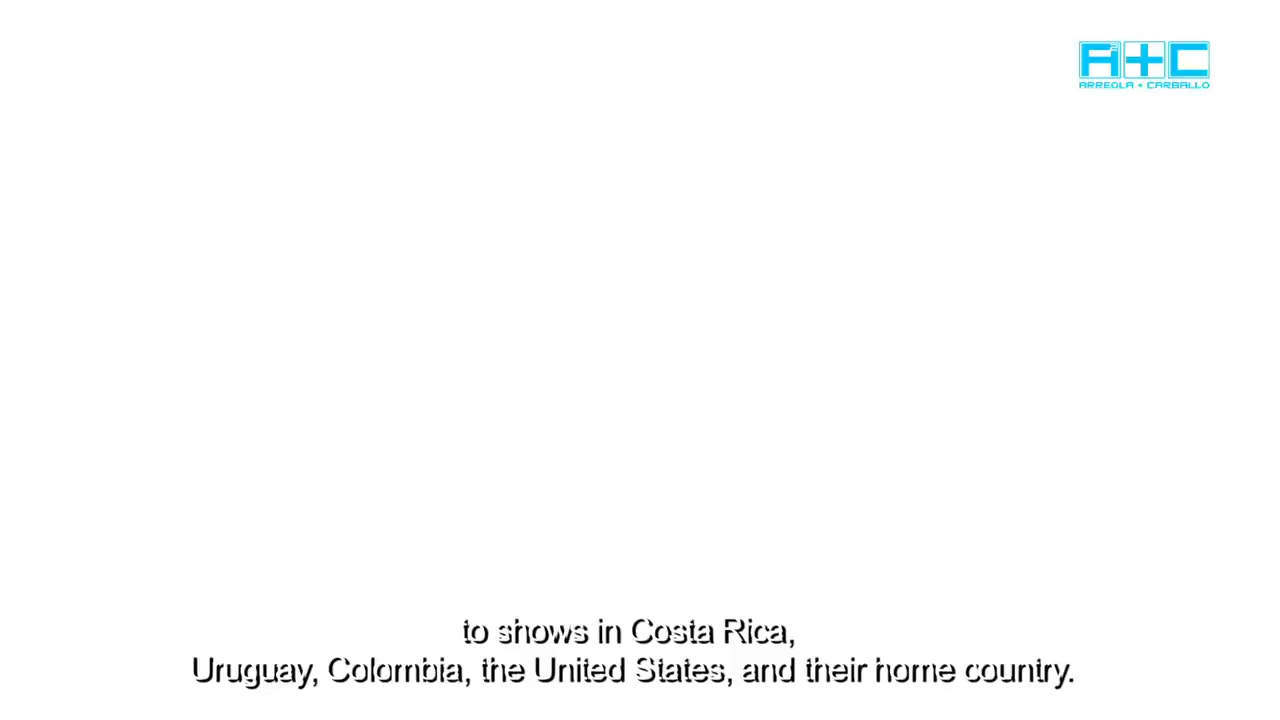 A+C
ARREOLA + CARBALLO
to shows in Costa Rica,
Uruguay, Colombia, the United States, and their home country.